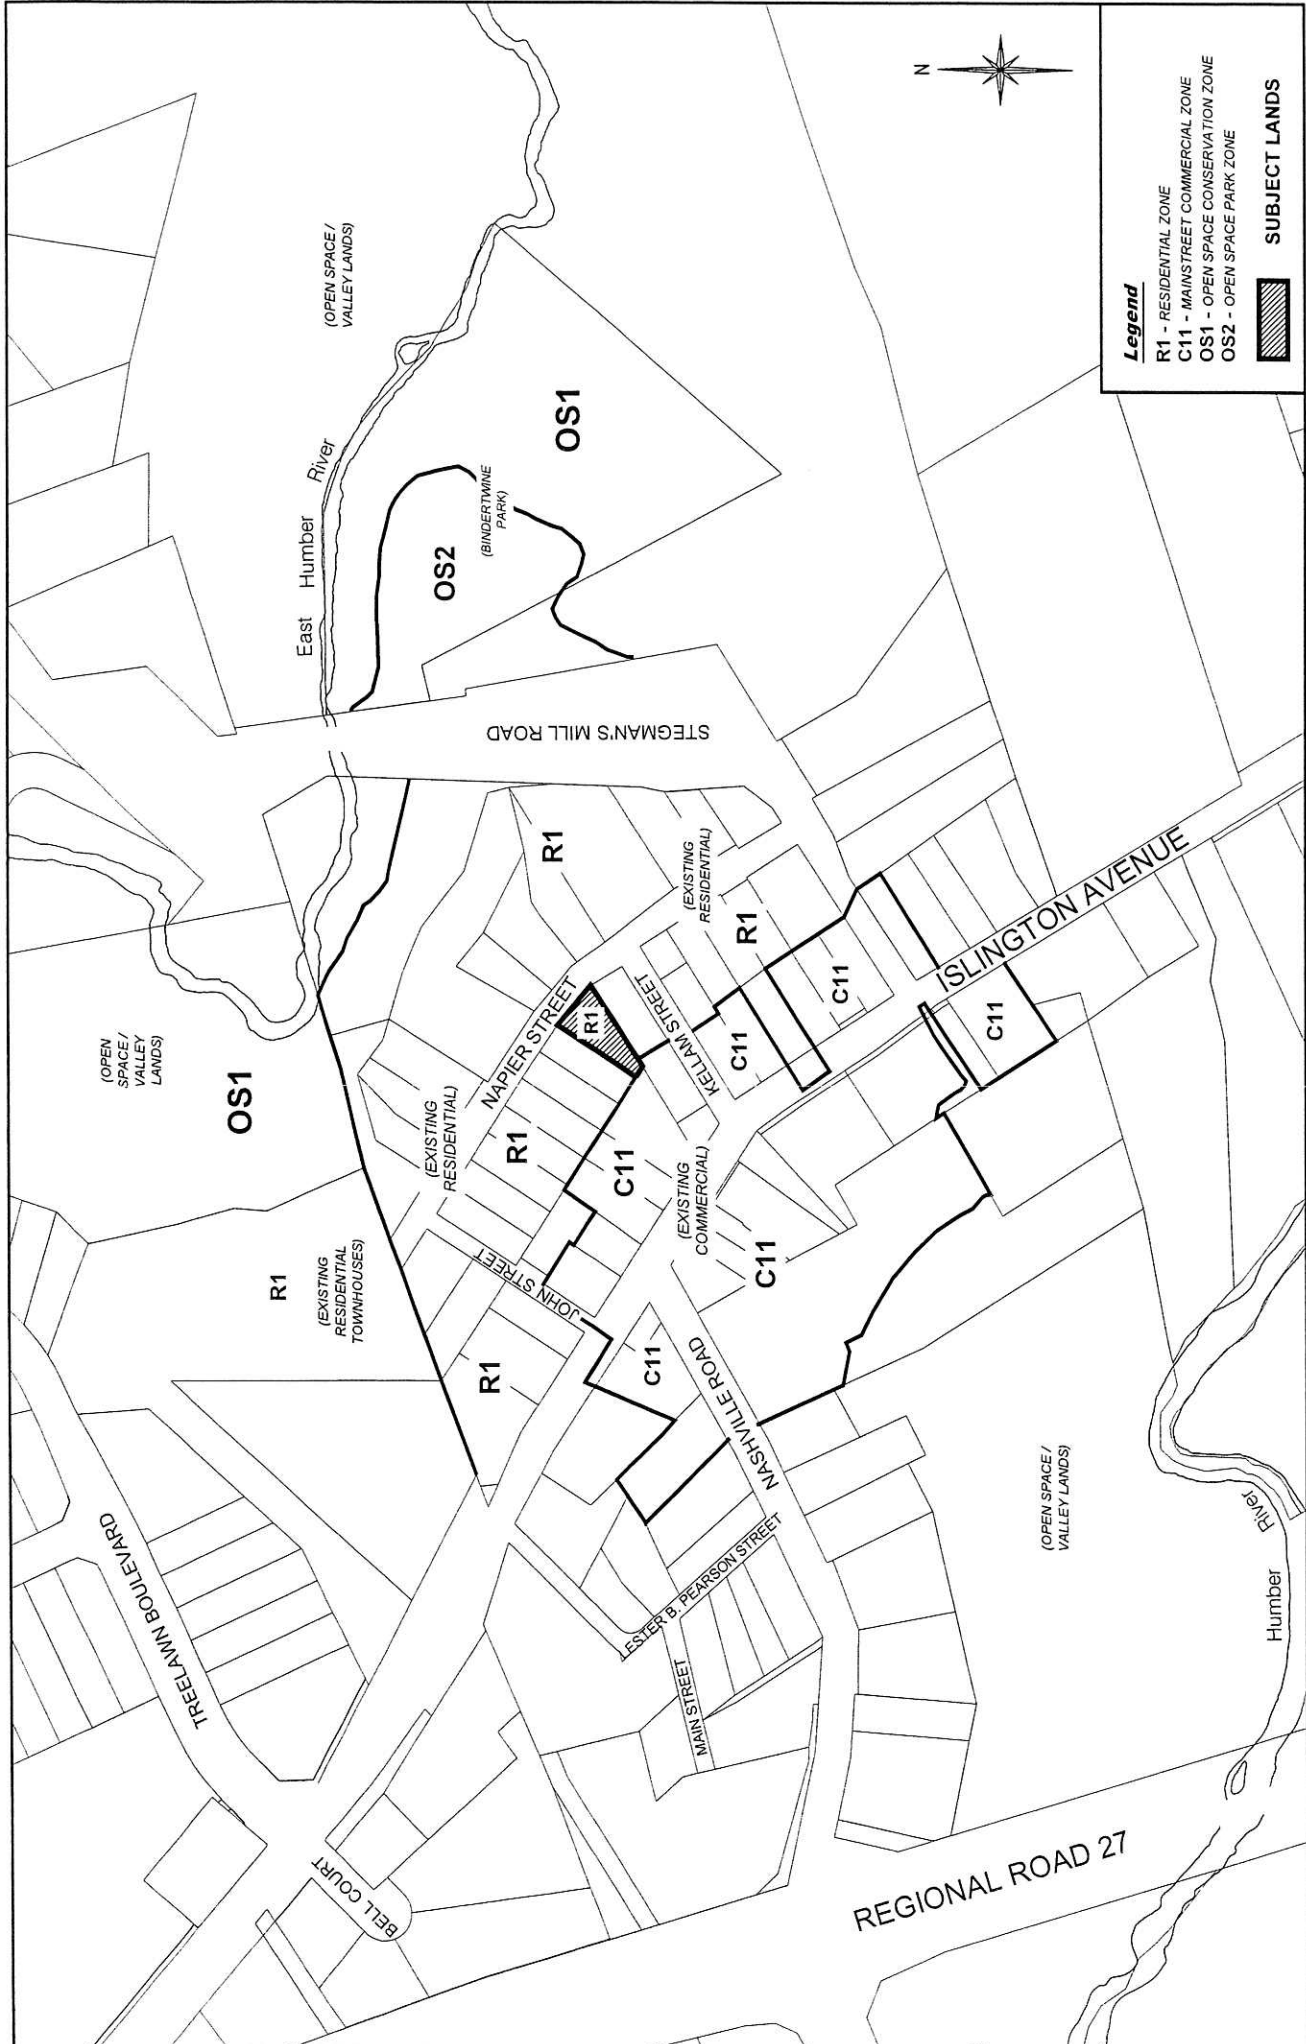 TREELAWN BOULEVARD
BELL COURT
R1
(EXISTING
RESIDENTIAL
TOWNHOUSES)
(OPEN
SPACE /
VALLEY
LANDS)
OS1
East Humber River
(OPEN SPACE /
VALLEY LANDS)
OS2
(BINDERTWINE
PARK)
OS1
STEGMAN'S MILL ROAD
R1
(EXISTING
RESIDENTIAL)
R1
NAPIER STREET
R1
KELLAM STREET
(EXISTING
RESIDENTIAL)
R1
JOHN STREET
R1
C11
C11
C11
C11
C11
C11
(EXISTING
COMMERCIAL)
ISLINGTON AVENUE
NASHVILLE ROAD
LESTER B. PEARSON STREET
MAIN STREET
REGIONAL ROAD 27
(OPEN SPACE /
VALLEY LANDS)
Humber River
N
Legend
R1 - RESIDENTIAL ZONE
C11 - MAINSTREET COMMERCIAL ZONE
OS1 - OPEN SPACE CONSERVATION ZONE
OS2 - OPEN SPACE PARK ZONE
SUBJECT LANDS